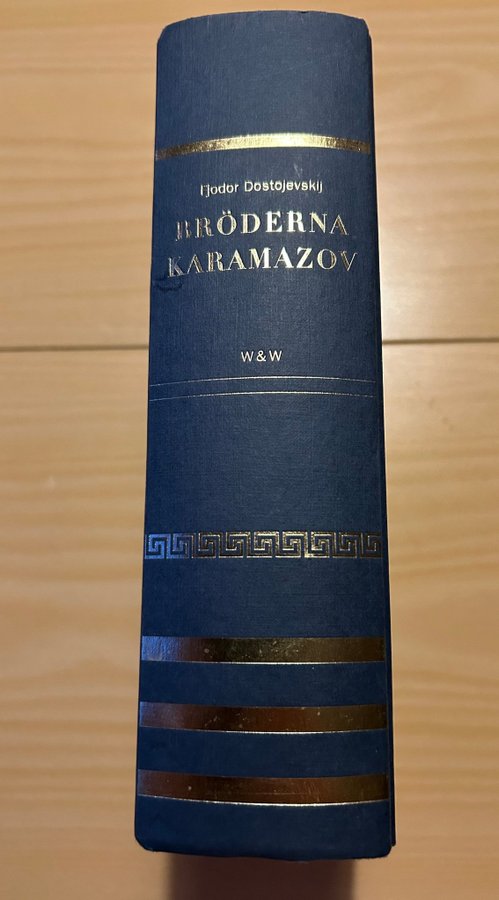 Fjodor Dostojevskij
BRÖDERNA
KARAMAZOV
W & W